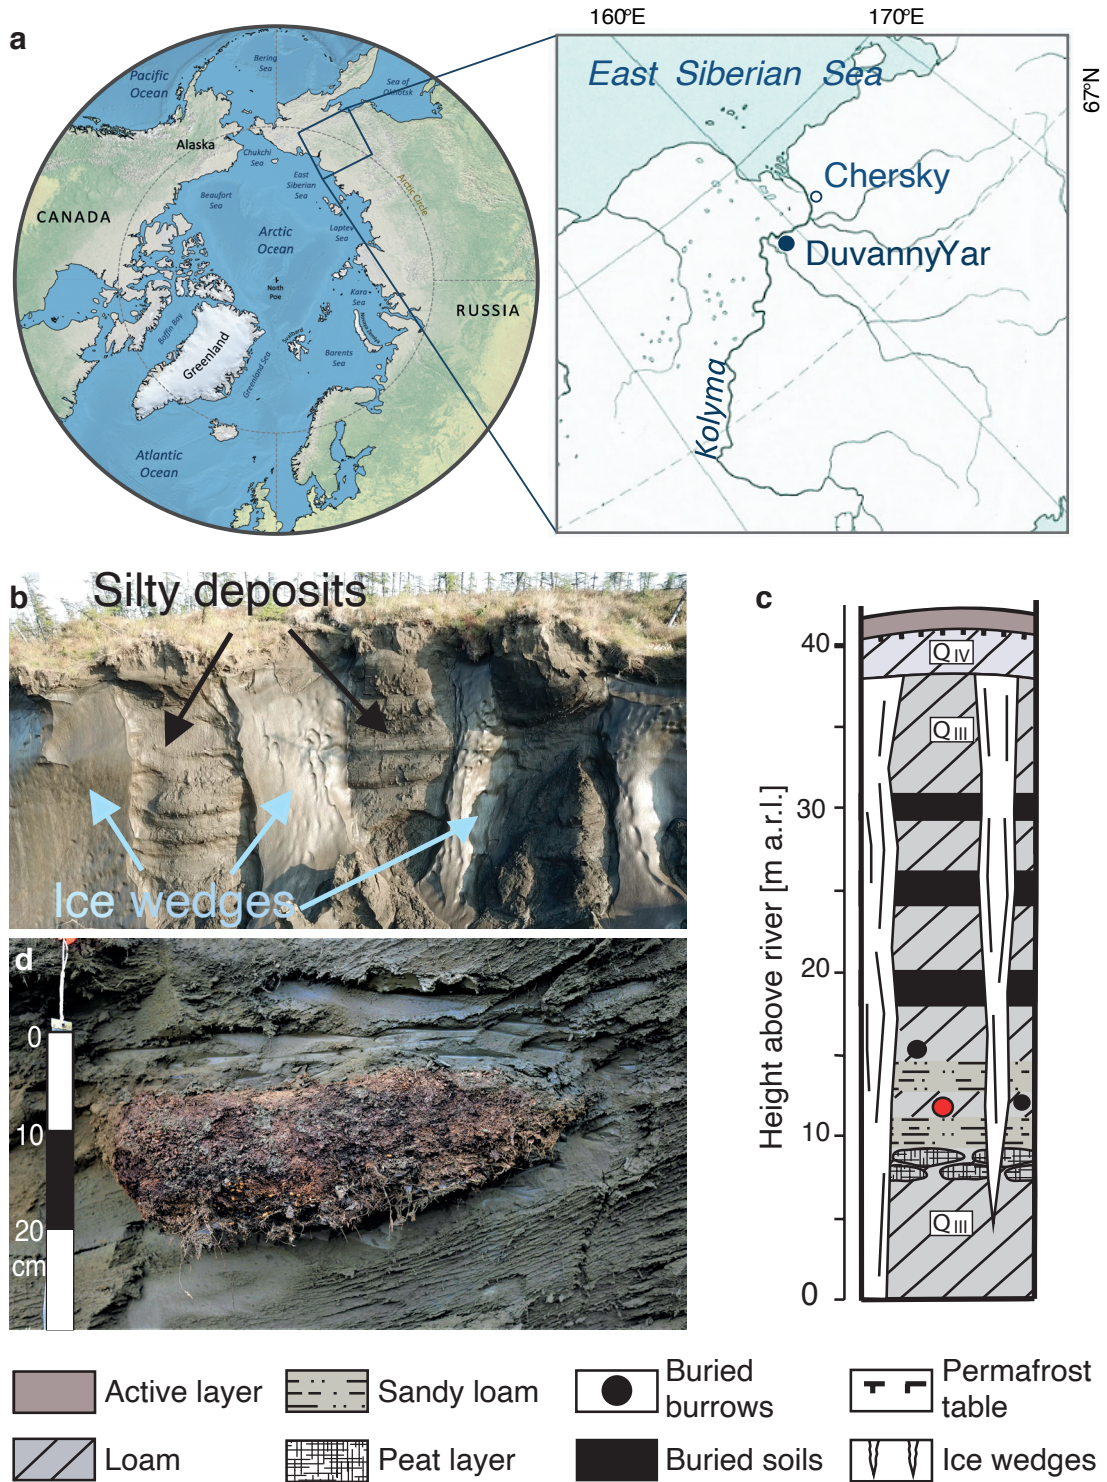 a
Pacific
Ocean
Bering
Sea
Sea of
Okhotsk
Alaska
Chukchi
Sea
East
Siberian
Sea
Arctic Circle
Beaufort
Sea
CANADA
Arctic
Ocean
Laptev
Sea
North
Poe
Kara
Sea
RUSSIA
Baffin Bay
Greenland
Greenland Sea
Svalbard
Barents
Sea
Atlantic
Ocean
160°E
170°E
67°N
East Siberian Sea
Chersky
DuvannyYar
Kolyma
b
Silty deposits
Ice wedges
c
Height above river [m a.r.l.]
40
30
20
10
0
Q IV
Q III
Q III
d
0
10
20
cm
Active layer
Sandy loam
Buried
burrows
Permafrost
table
Loam
Peat layer
Buried soils
Ice wedges